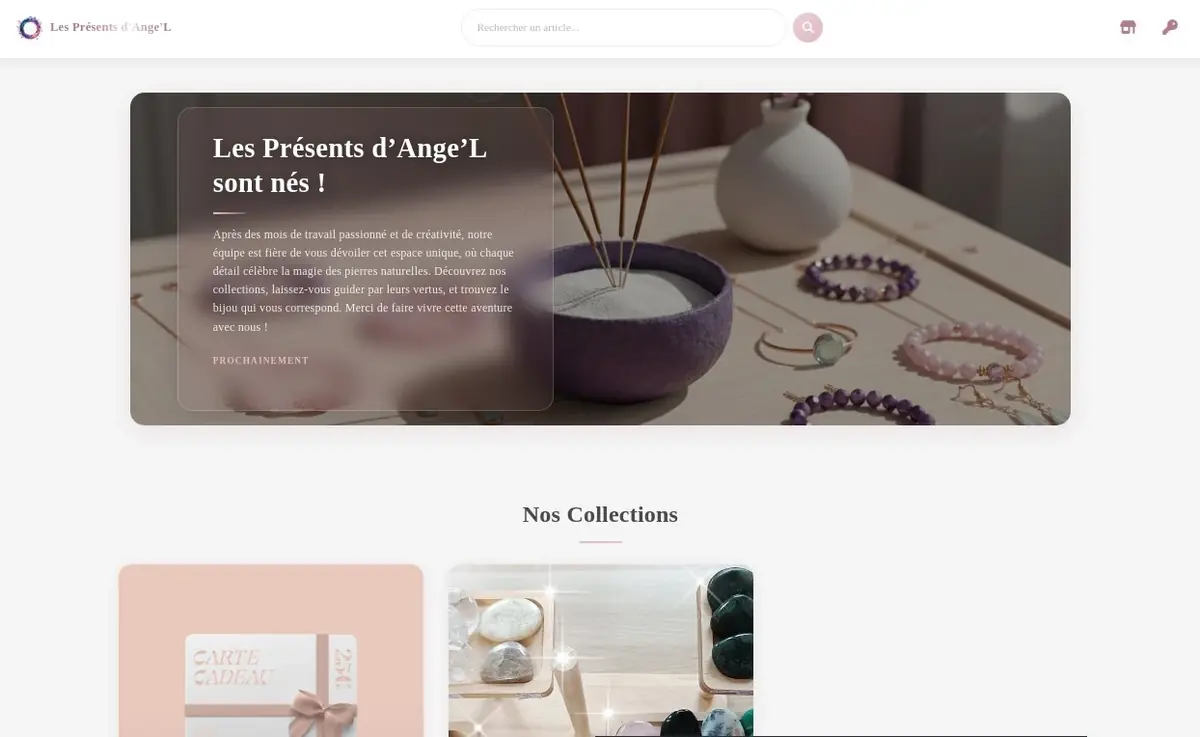 Les Présents d'Ange'L
Rechercher un article...
Les Présents d’Ange’L
sont nés !
Après des mois de travail passionné et de créativité, notre
équipe est fière de vous dévoiler cet espace unique, où chaque
détail célèbre la magie des pierres naturelles. Découvrez nos
collections, laissez-vous guider par leurs vertus, et trouvez le
bijou qui vous correspond. Merci de faire vivre cette aventure
avec nous !
PROCHAINEMENT
Nos Collections
CARTE
CADEAU
25€